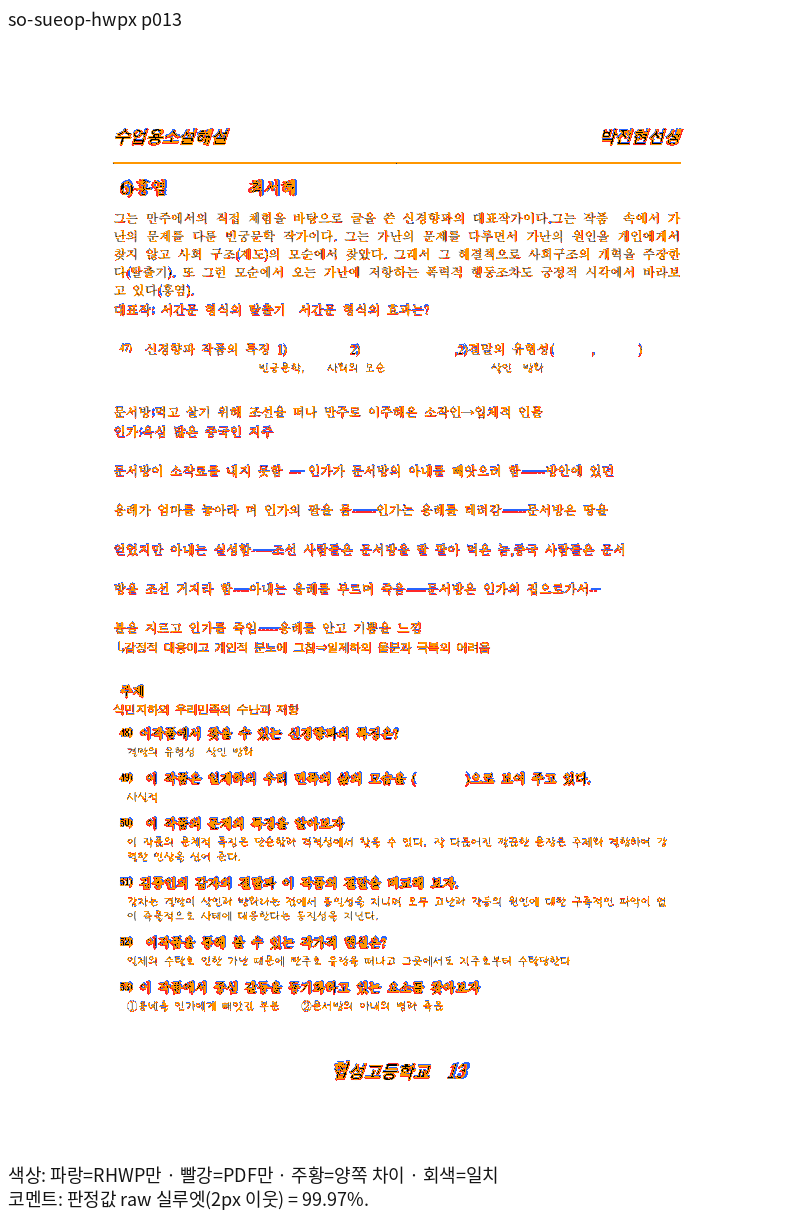 so-sueop-hwpx p013
수업용소설해설 박전현선생
6)홍염 최서해
그는 만주에서의 직접 체험을 바탕으로 글을 쓴 신경향파의 대표작가이다.그는 작품 속에서 가
난의 문제를 다룬 빈궁문학 작가이다. 그는 가난의 문제를 다루면서 가난의 원인을 개인에게서
찾지 않고 사회 구조(제도)의 모순에서 찾았다. 그래서 그 해결책으로 사회구조의 개혁을 주장한
다(탈출기). 또 그런 모순에서 오는 가난에 저항하는 폭력적 행동조차도 긍정적 시각에서 바라보
고 있다(홍염).
대표작: 서간문 형식의 탈출기 서간문 형식의 효과는?
47) 신경향파 작품의 특징 1) 2) ,2)결말의 유형성( , )
빈궁문학, 사회의 모순 살인 방화
문서방:먹고 살기 위해 조선을 떠나 만주로 이주해온 소작인→입체적 인물
인가:욕심 많은 중국인 지주
문서방이 소작료를 내지 못함 — 인가가 문서방의 아내를 빼앗으려 함——방안에 있던
용례가 엄마를 놓아라 며 인가의 팔을 뭄——인가는 용례를 데려감——문서방은 땅을
얻었지만 아내는 실성함——조선 사람들은 문서방을 딸 팔아 먹은 놈,중국 사람들은 문서
방을 조선 거지라 함——아내는 용례를 부르며 죽음——문서방은 인가의 집으로가서—
불을 지르고 인가를 죽임——용례를 안고 기쁨을 느낌
└감정적 대응이고 개인적 분노에 그침⇒일제하의 울분과 극복의 어려움
주제
식민지하의 우리민족의 수난과 저항
48) 이작품에서 찾을 수 있는 신경향파의 특징은?
결말의 유형성 살인 방화
49) 이 작품은 일제하의 우리 민족의 삶의 모습을 ( )으로 보여 주고 있다.
사실적
50) 이 작품의 문체의 특징을 알아보자
이 작품의 문체적 특징은 단순함과 격렬성에서 찾을 수 있다. 잘 다듬어진 깔끔한 문장은 주제와 결합하여 강
력한 인상을 심어 준다.
51) 김동인의 감자의 결말과 이 작품의 결말을 비교해 보자.
감자는 결말이 살인과 방화라는 점에서 동일성을 지니며 모두 고난과 갈등의 원인에 대한 구체적인 파악이 없
이 즉흥적으로 사태에 대응한다는 동질성을 지닌다.
52) 이작품을 통해 볼 수 있는 작가의 현실은?
일제의 수탈로 인한 가난 때문에 만주로 유랑을 떠나고 그곳에서도 지주로부터 수탈당한다
53) 이 작품에서 중심 갈등을 동기화하고 있는 요소를 찾아보자
①용녜를 인가에게 빼앗긴 부분 ②문서방의 아내의 병과 죽음
협성고등학교 13
색상: 파랑=RHWP만 · 빨강=PDF만 · 주황=양쪽 차이 · 회색=일치
코멘트: 판정값 raw 실루엣(2px 이웃) = 99.97%.